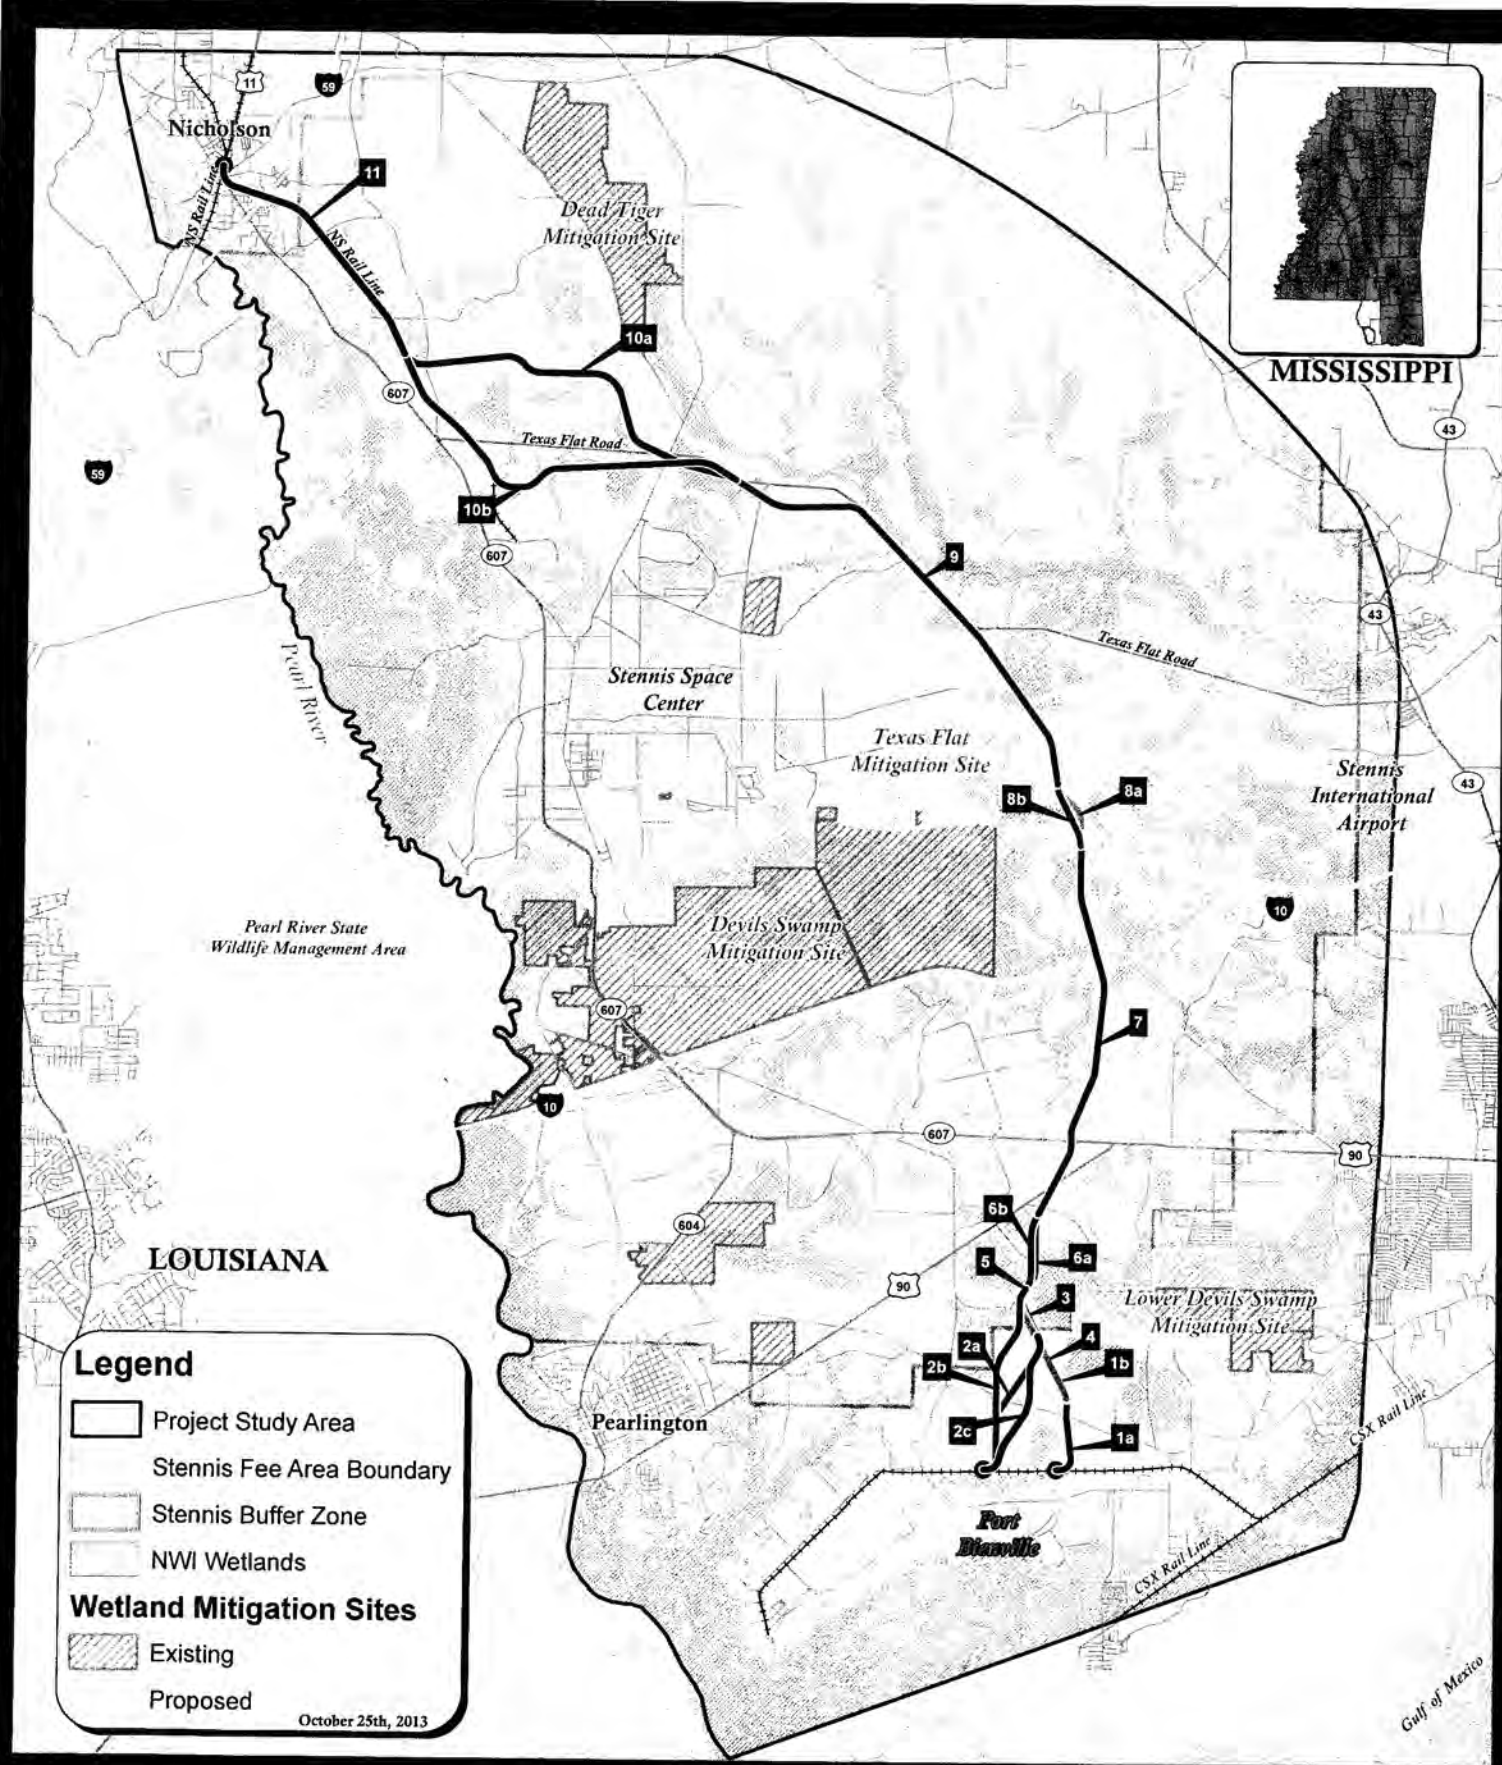 11
59
Nicholson
NS Rail Line
11
NS Rail Line
Dead Tiger
Mitigation Site
10a
MISSISSIPPI
607
43
Texas Flat Road
59
10b
607
9
43
Pearl River
Texas Flat Road
Stennis Space
Center
Texas Flat
Mitigation Site
8b
8a
Stennis
International
Airport
43
10
Pearl River State
Wildlife Management Area
Devils Swamp
Mitigation Site
607
7
10
607
90
6b
604
LOUISIANA
5
6a
90
3
Lower Devils Swamp
Mitigation Site
2a
4
2b
1b
Pearlington
2c
1a
CSX Rail Line
Port
Bienville
CSX Rail Line
Gulf of Mexico
Legend
Project Study Area
Stennis Fee Area Boundary
Stennis Buffer Zone
NWI Wetlands
Wetland Mitigation Sites
Existing
Proposed
October 25th, 2013